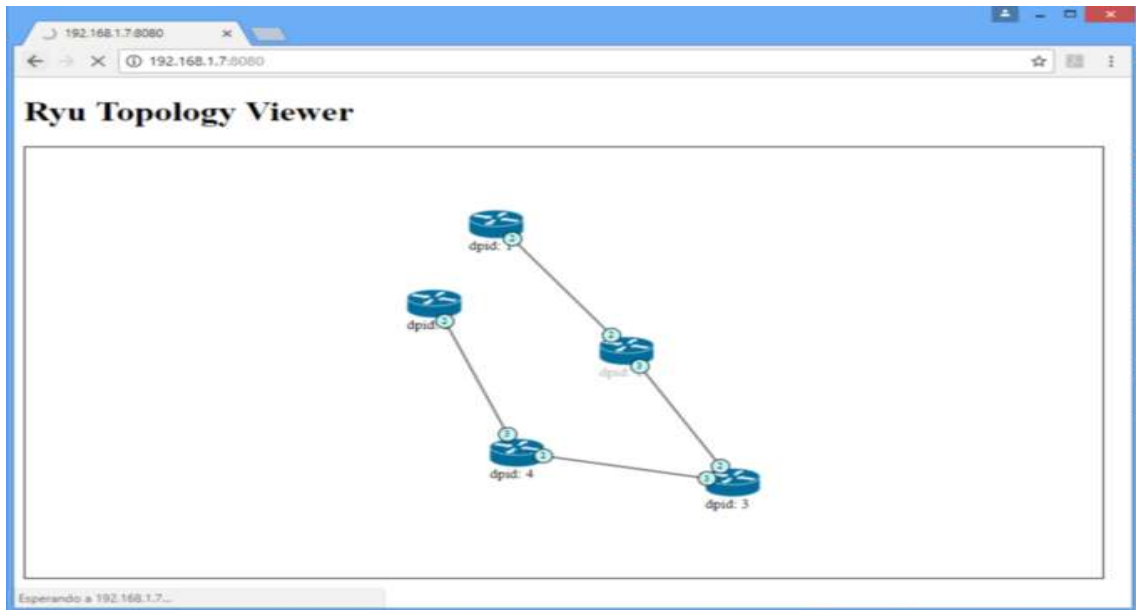 192.168.1.7:8080
192.168.1.7:8080
Ryu Topology Viewer
2
dpid: 1
2
dpid:
2
3
dpid:
3
2
dpid: 4
2
3
dpid: 3
Esperando a 192.168.1.7...